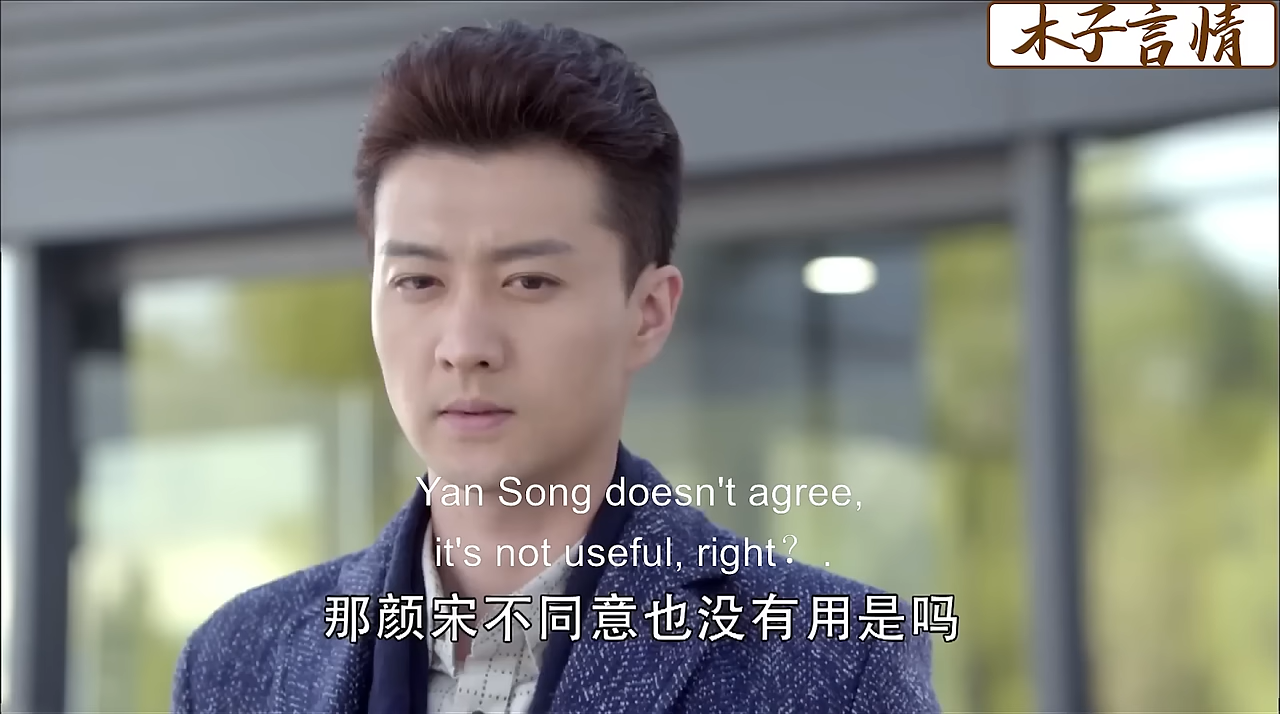 木子言情
Yan Song doesn't agree,
it's not useful, right？.
那颜宋不同意也没有用是吗